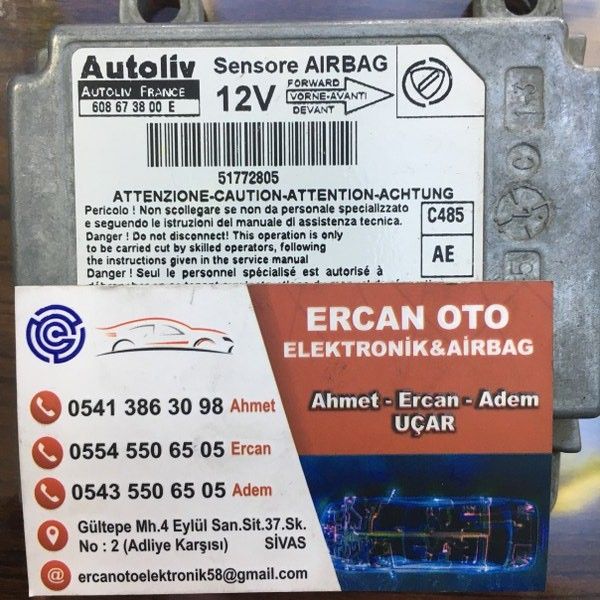 Autoliv
AUTOLIV FRANCE
608 67 38 00 E
Sensore AIRBAG
12V
FORWARD
VORNE-AVANTI
DEVANT
51772805
ATTENZIONE-CAUTION-ATTENTION-ACHTUNG
Pericolo ! Non scollegare se non da personale specializzato
e seguendo le istruzioni del manuale di assistenza tecnica.
Danger ! Do not disconnect! This operation is only
to be carried out by skilled operators, following
the instructions given in the service manual
Danger ! Seul le personnel spécialisé est autorisé à
C485
AE
13
5
ERCAN OTO
ELEKTRONİK&AİRBAG
Ahmet - Ercan - Adem
UÇAR
0541 386 30 98 Ahmet
0554 550 65 05 Ercan
0543 550 65 05 Adem
Gültepe Mh.4 Eylül San.Sit.37.Sk.
No : 2 (Adliye Karşısı) SİVAS
ercanotoelektronik58@gmail.com